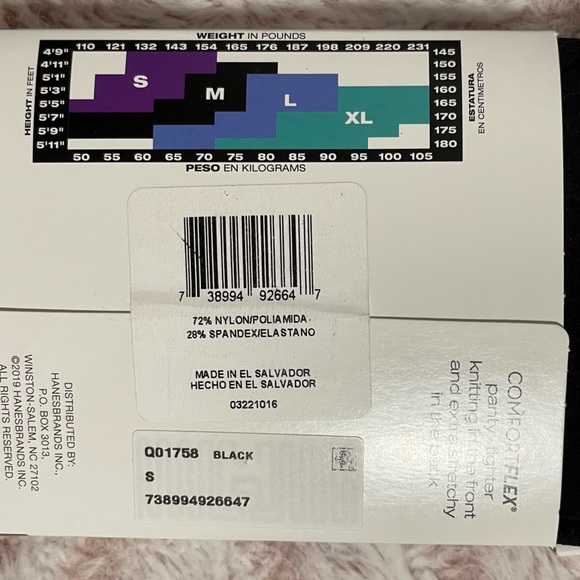 WEIGHT IN POUNDS
110 121 132 143 154 165 176 187 198 209 220 231
4'9" 145
4'11" 150
5'1" 155
5'3" 160
5'5" 165
5'7" 170
5'9" 175
5'11" 180
HEIGHT IN FEET
ESTATURA
EN CENTIMETROS
S
M
L
XL
50 55 60 65 70 75 80 85 90 95 100 105
PESO EN KILOGRAMS
7 38994 92664 7
72% NYLON/POLIAMIDA
28% SPANDEX/ELASTANO
MADE IN EL SALVADOR
HECHO EN EL SALVADOR
03221016
Q01758 BLACK
S
738994926647
DISTRIBUTED BY:
HANESBRANDS INC.,
P.O. BOX 3013,
WINSTON-SALEM, NC 27102
©2019 HANESBRANDS INC.
ALL RIGHTS RESERVED.
COMFORTFLEX®
panty tighter
knitting in the front
and extra stretchy
in the